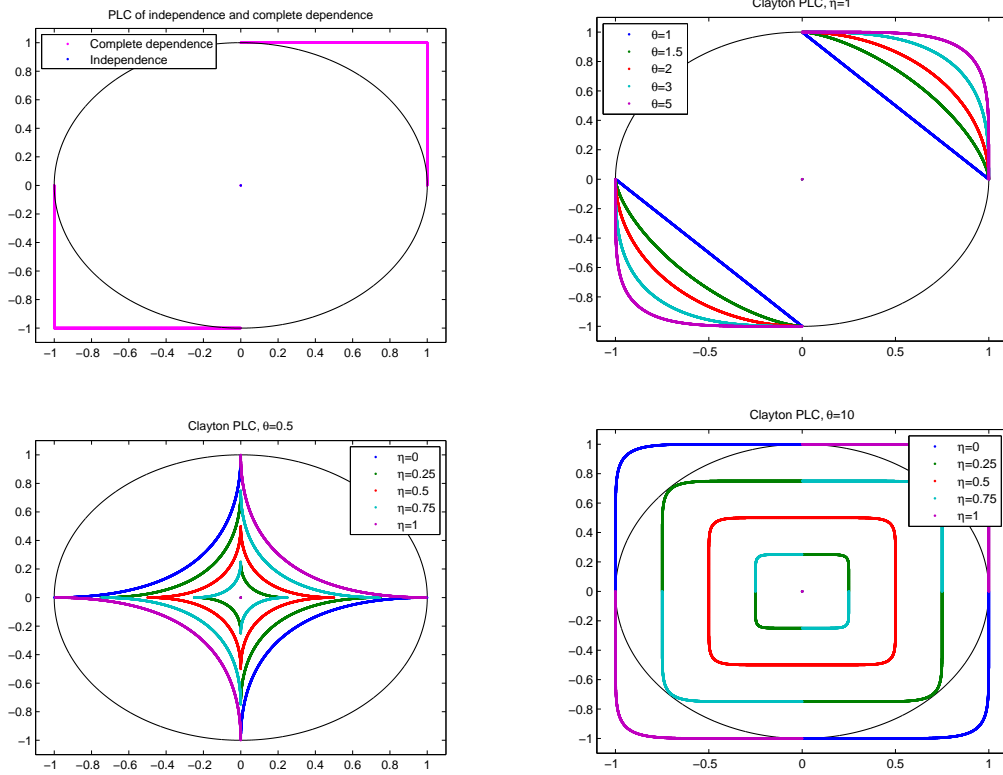 PLC of independence and complete dependence
Complete dependence
Independence
1
0.8
0.6
0.4
0.2
0
−0.2
−0.4
−0.6
−0.8
−1
−1 −0.8 −0.6 −0.4 −0.2 0 0.2 0.4 0.6 0.8 1
Clayton PLC, η=1
θ=1
θ=1.5
θ=2
θ=3
θ=5
1
0.8
0.6
0.4
0.2
0
−0.2
−0.4
−0.6
−0.8
−1
−1 −0.5 0 0.5 1
Clayton PLC, θ=0.5
η=0
η=0.25
η=0.5
η=0.75
η=1
1
0.8
0.6
0.4
0.2
0
−0.2
−0.4
−0.6
−0.8
−1
−1 −0.8 −0.6 −0.4 −0.2 0 0.2 0.4 0.6 0.8 1
Clayton PLC, θ=10
η=0
η=0.25
η=0.5
η=0.75
η=1
1
0.8
0.6
0.4
0.2
0
−0.2
−0.4
−0.6
−0.8
−1
−1 −0.5 0 0.5 1